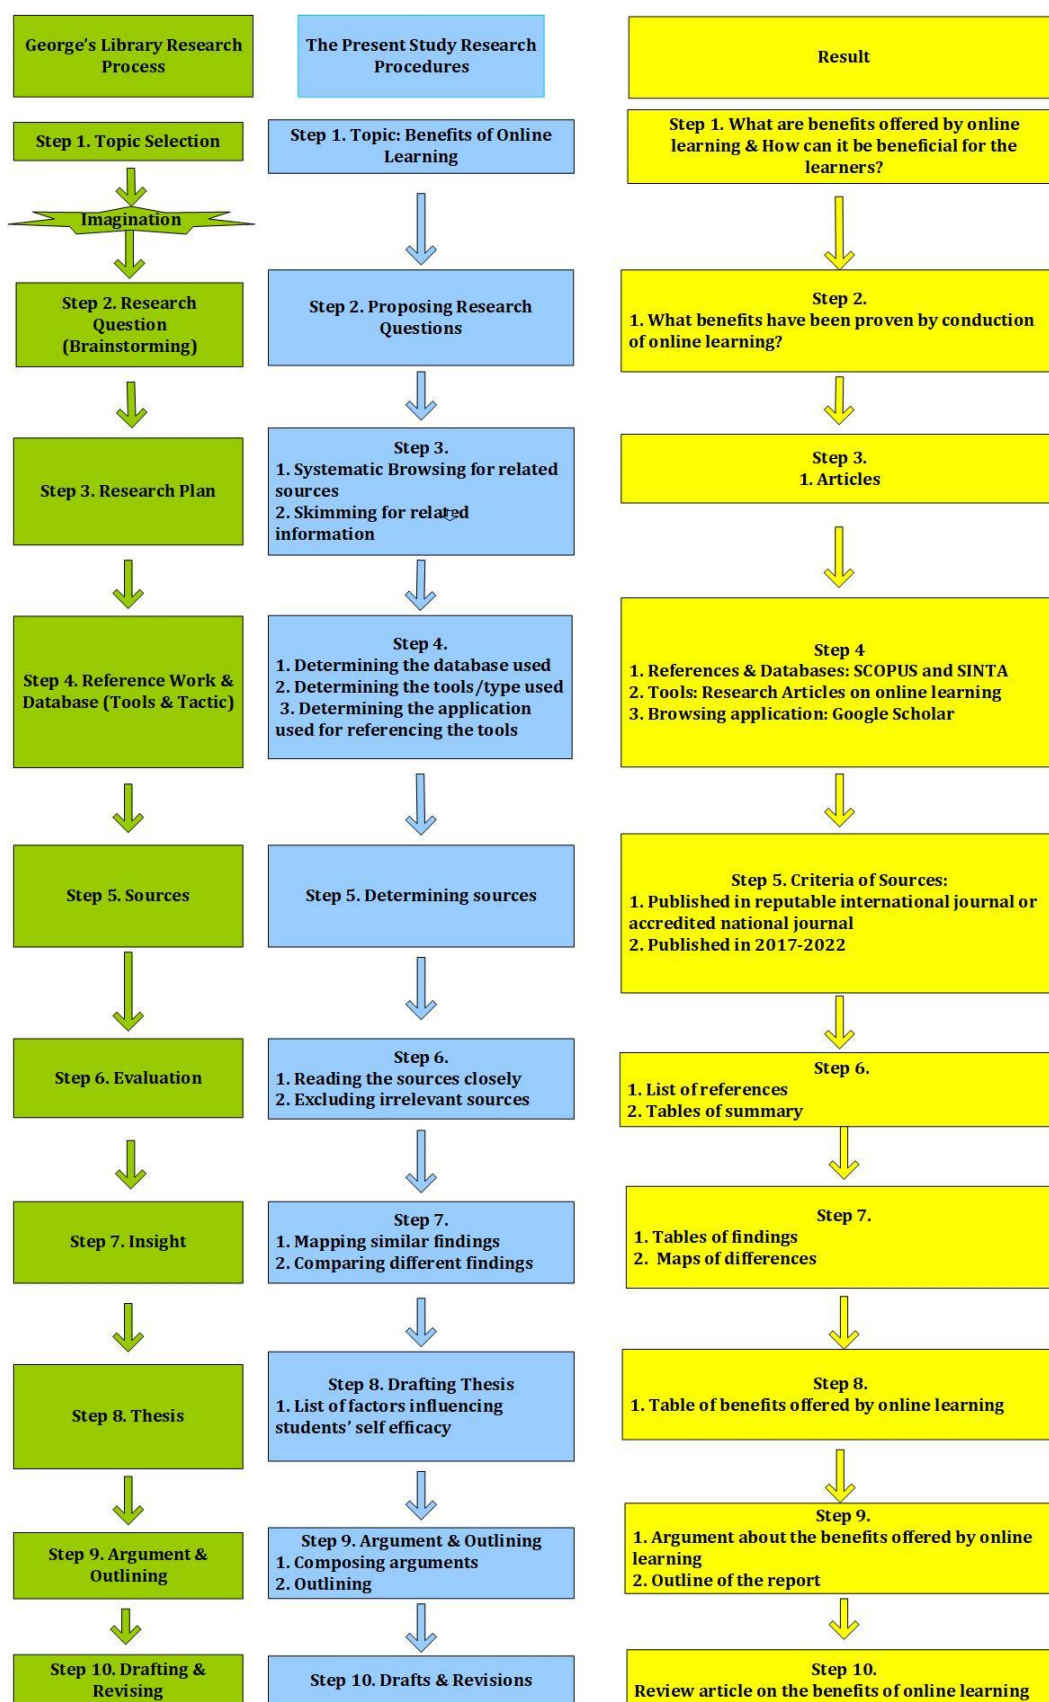 George's Library Research
Process
The Present Study Research
Procedures
Result
Step 1. Topic Selection
Step 1. Topic: Benefits of Online
Learning
Step 1. What are benefits offered by online
learning & How can it be beneficial for the
learners?
Imagination
Step 2. Research
Question
(Brainstorming)
Step 2. Proposing Research
Questions
Step 2.
1. What benefits have been proven by conduction
of online learning?
Step 3. Research Plan
Step 3.
1. Systematic Browsing for related
sources
2. Skimming for related
information
Step 3.
1. Articles
Step 4. Reference Work &
Database (Tools & Tactic)
Step 4.
1. Determining the database used
2. Determining the tools/type used
3. Determining the application
used for referencing the tools
Step 4
1. References & Databases: SCOPUS and SINTA
2. Tools: Research Articles on online learning
3. Browsing application: Google Scholar
Step 5. Sources
Step 5. Determining sources
Step 5. Criteria of Sources:
1. Published in reputable international journal or
accredited national journal
2. Published in 2017-2022
Step 6. Evaluation
Step 6.
1. Reading the sources closely
2. Excluding irrelevant sources
Step 6.
1. List of references
2. Tables of summary
Step 7. Insight
Step 7.
1. Mapping similar findings
2. Comparing different findings
Step 7.
1. Tables of findings
2. Maps of differences
Step 8. Thesis
Step 8. Drafting Thesis
1. List of factors influencing
students' self efficacy
Step 8.
1. Table of benefits offered by online learning
Step 9. Argument &
Outlining
Step 9. Argument & Outlining
1. Composing arguments
2. Outlining
Step 9.
1. Argument about the benefits offered by online
learning
2. Outline of the report
Step 10. Drafting &
Revising
Step 10. Drafts & Revisions
Step 10.
Review article on the benefits of online learning